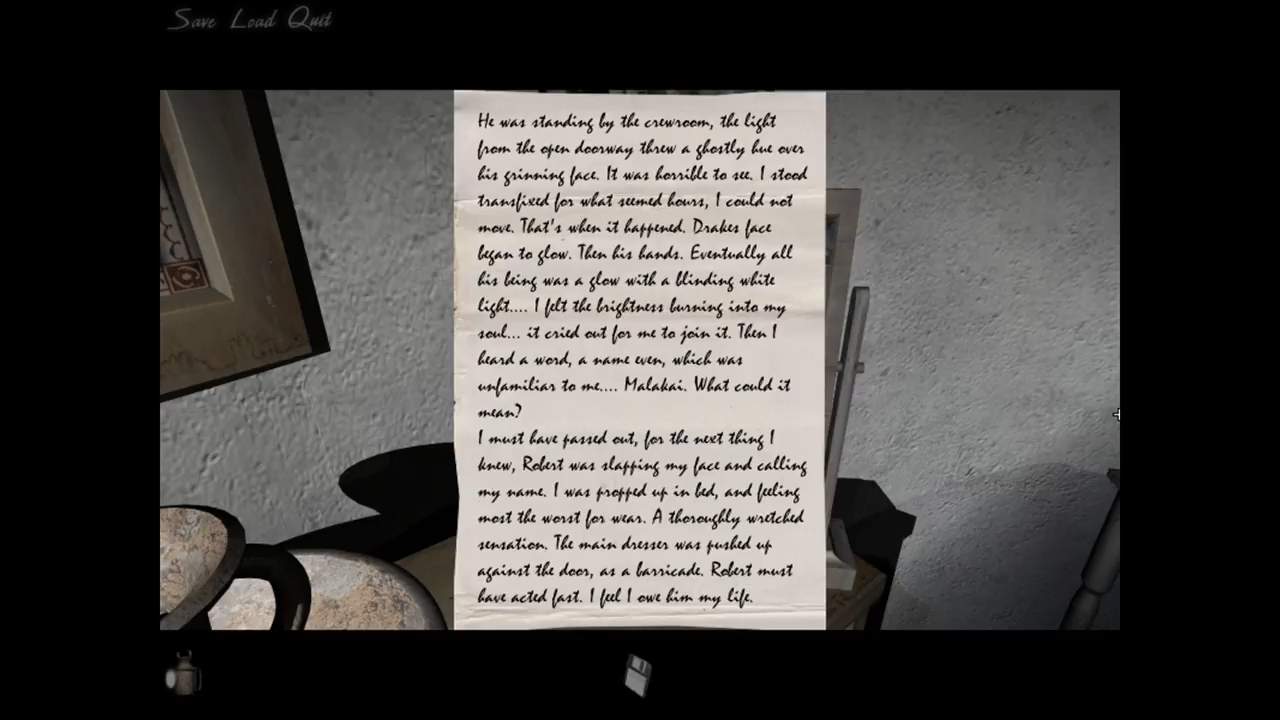 Save Load Quit
He was standing by the crewroom, the light
from the open doorway threw a ghostly hue over
his grinning face. It was horrible to see. I stood
transfixed for what seemed hours, I could not
move. That's when it happened. Drakes face
began to glow. Then his hands. Eventually all
his being was a glow with a blinding white
light.... I felt the brightness burning into my
soul... it cried out for me to join it. Then I
heard a word, a name even, which was
unfamiliar to me.... Malakai. What could it
mean?
I must have passed out, for the next thing I
knew, Robert was slapping my face and calling
my name. I was propped up in bed, and feeling
most the worst for wear. A thoroughly wretched
sensation. The main dresser was pushed up
against the door, as a barricade. Robert must
have acted fast. I feel I owe him my life.